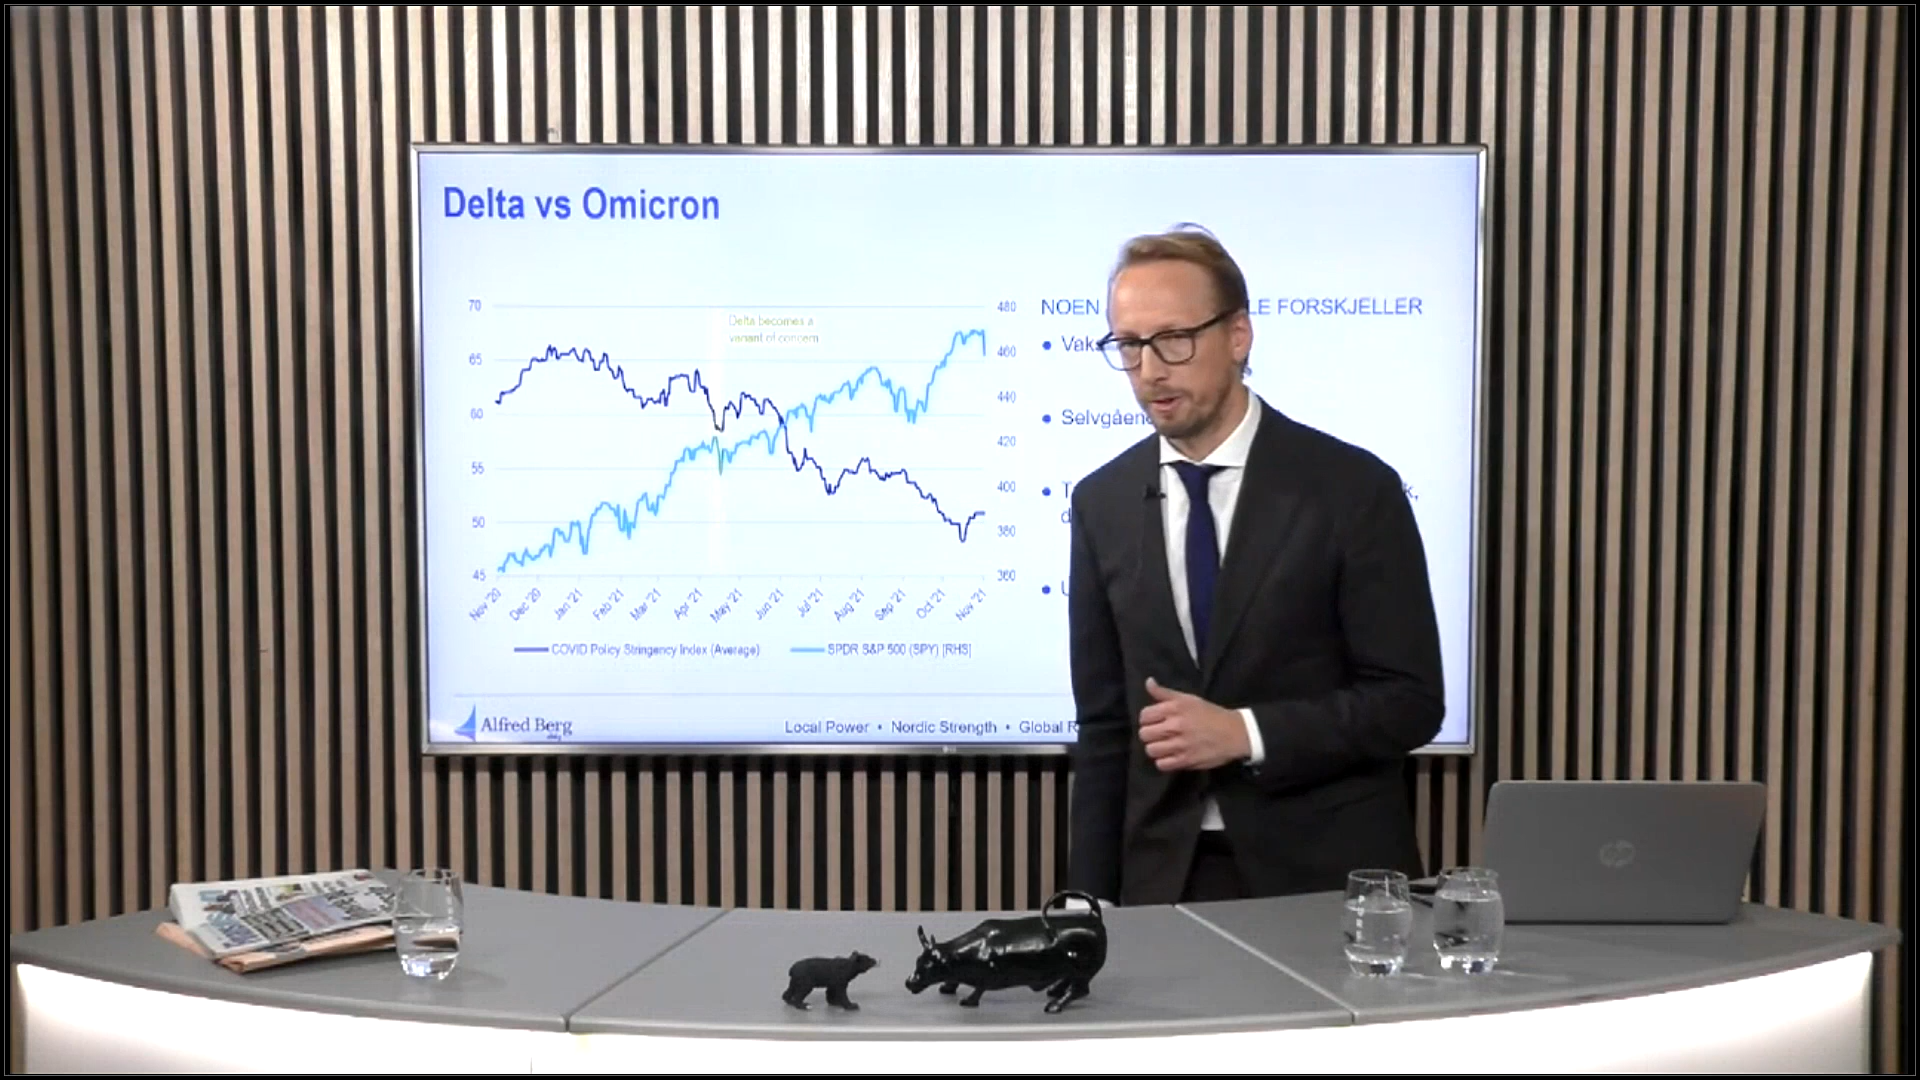 Delta vs Omicron
70
65
60
55
50
45
Delta becomes a
variant of concern
480
460
440
420
400
380
360
Nov '20
Dec '20
Jan '21
Feb '21
Mar '21
Apr '21
May '21
Jun '21
Jul '21
Aug '21
Sep '21
Oct '21
Nov '21
COVID Policy Stringency Index (Average)
SPDR S&P 500 (SPY) [RHS]
NOEN LE FORSKJELLER
Alfred Berg
Local Power • Nordic Strength • Global
hp